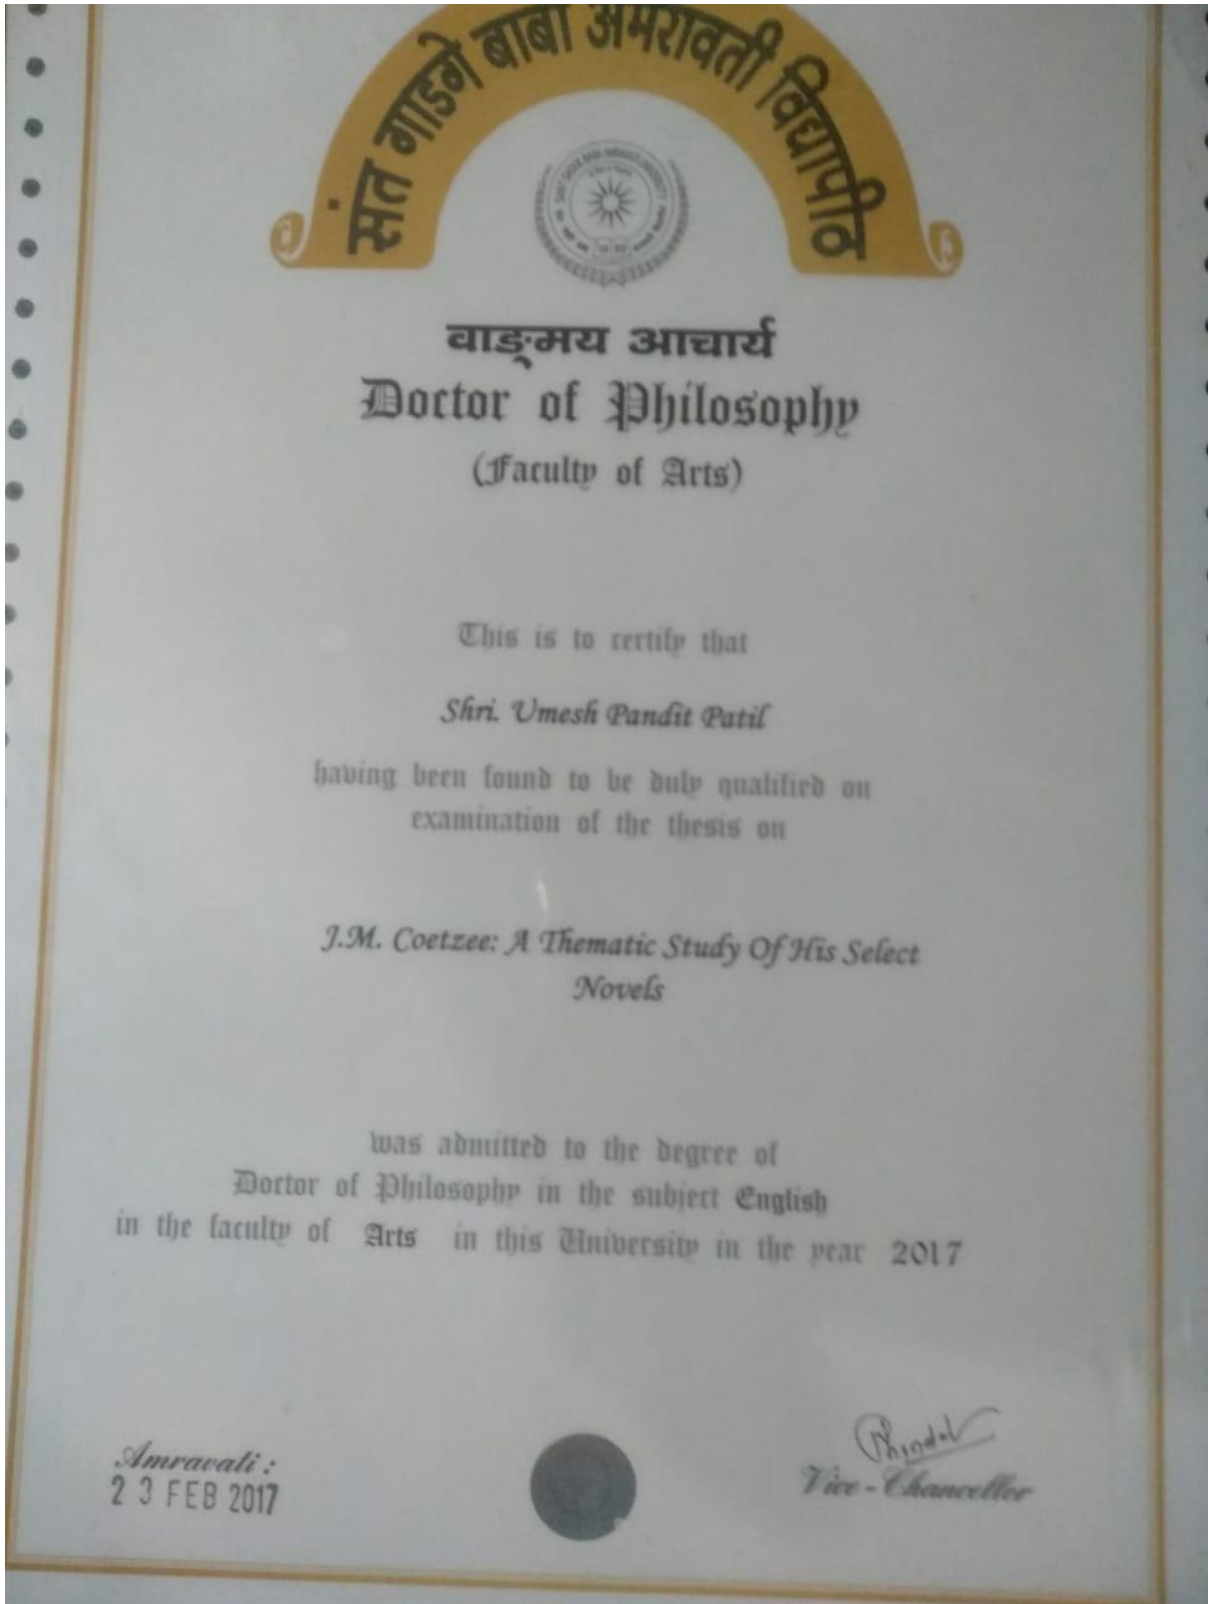 संत गाडगे बाबा अमरावती विद्यापीठ
वाङ्मय आचार्य
Doctor of Philosophy
(Faculty of Arts)
This is to certify that
Shri. Umesh Pandit Patil
having been found to be duly qualified on
examination of the thesis on
J.M. Coetzee: A Thematic Study Of His Select
Novels
was admitted to the degree of
Doctor of Philosophy in the subject English
in the faculty of Arts in this University in the year 2017
Amravati :
23 FEB 2017
Vice-Chancellor